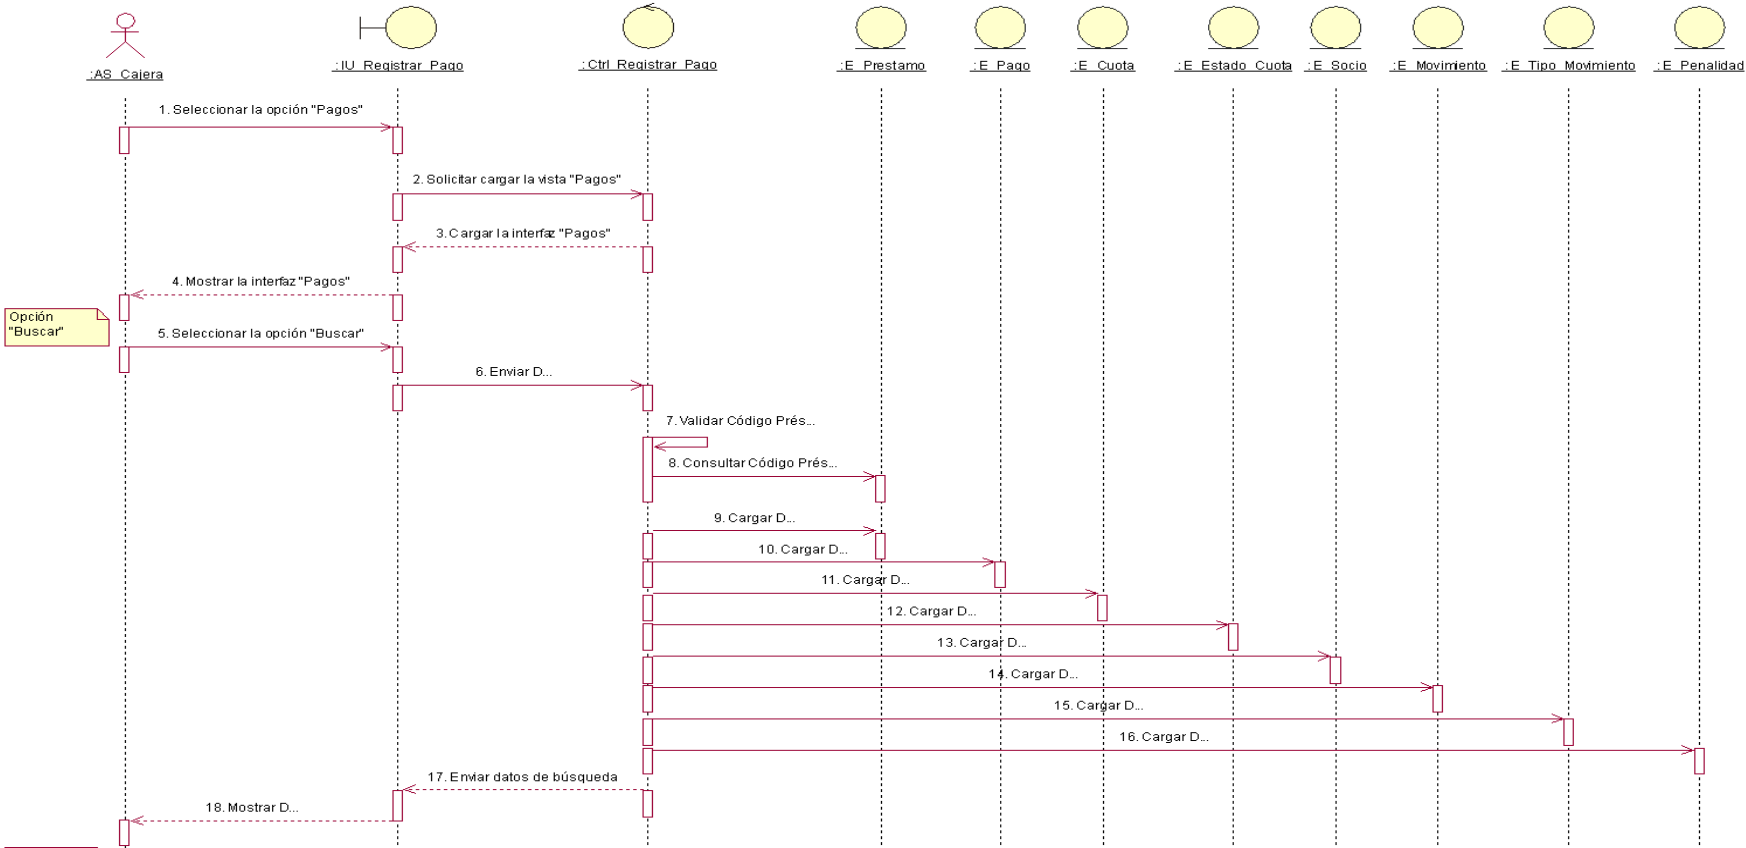 :AS_Cajera
:IU_Registrar_Pago
:Ctrl_Registrar_Pago
:E_Prestamo
:E_Pago
:E_Cuota
:E_Estado_Cuota
:E_Socio
:E_Movimiento
:E_Tipo_Movimiento
:E_Penalidad
1. Seleccionar la opción "Pagos"
2. Solicitar cargar la vista "Pagos"
3. Cargar la interfaz "Pagos"
4. Mostrar la interfaz "Pagos"
Opción
"Buscar"
5. Seleccionar la opción "Buscar"
6. Enviar D...
7. Validar Código Prés...
8. Consultar Código Prés...
9. Cargar D...
10. Cargar D...
11. Cargar D...
12. Cargar D...
13. Cargar D...
14. Cargar D...
15. Cargar D...
16. Cargar D...
17. Enviar datos de búsqueda
18. Mostrar D...